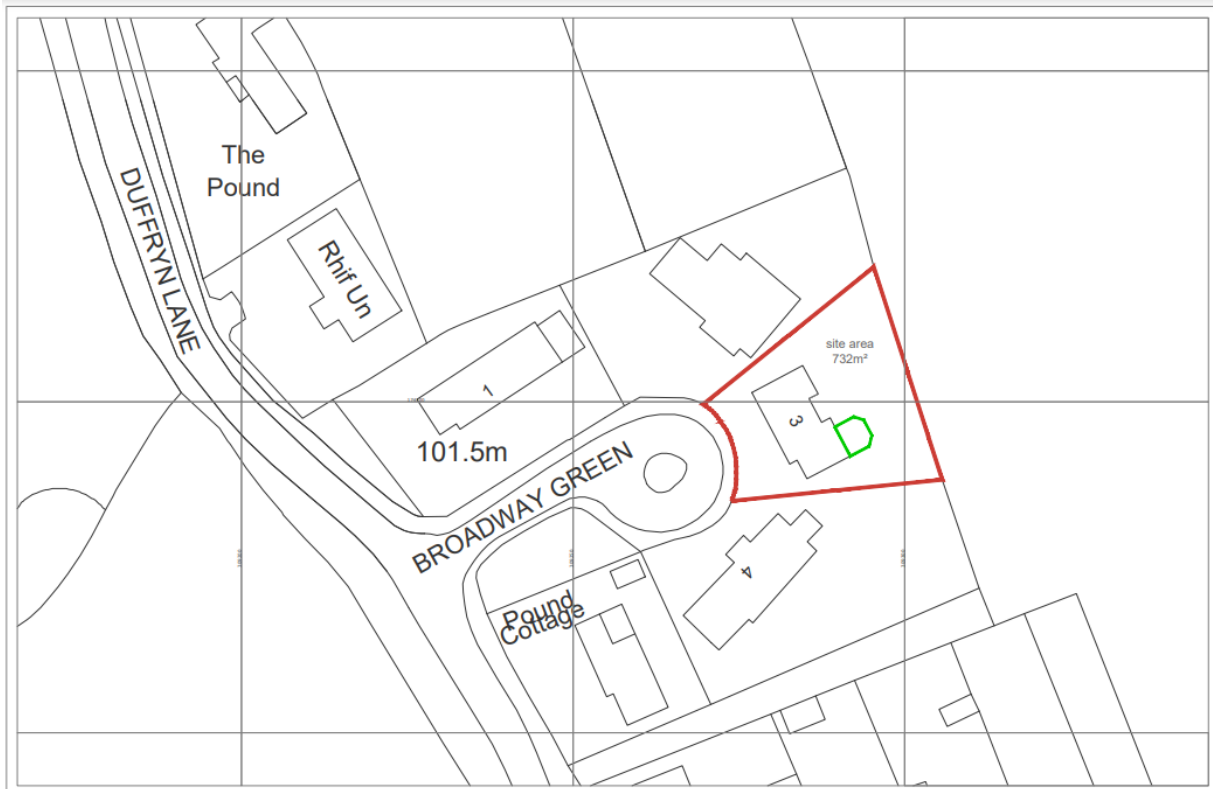 The
Pound
DUFFRYN LANE
Rhif Un
site area
732m²
1
3
101.5m
BROADWAY GREEN
4
Pound
Cottage